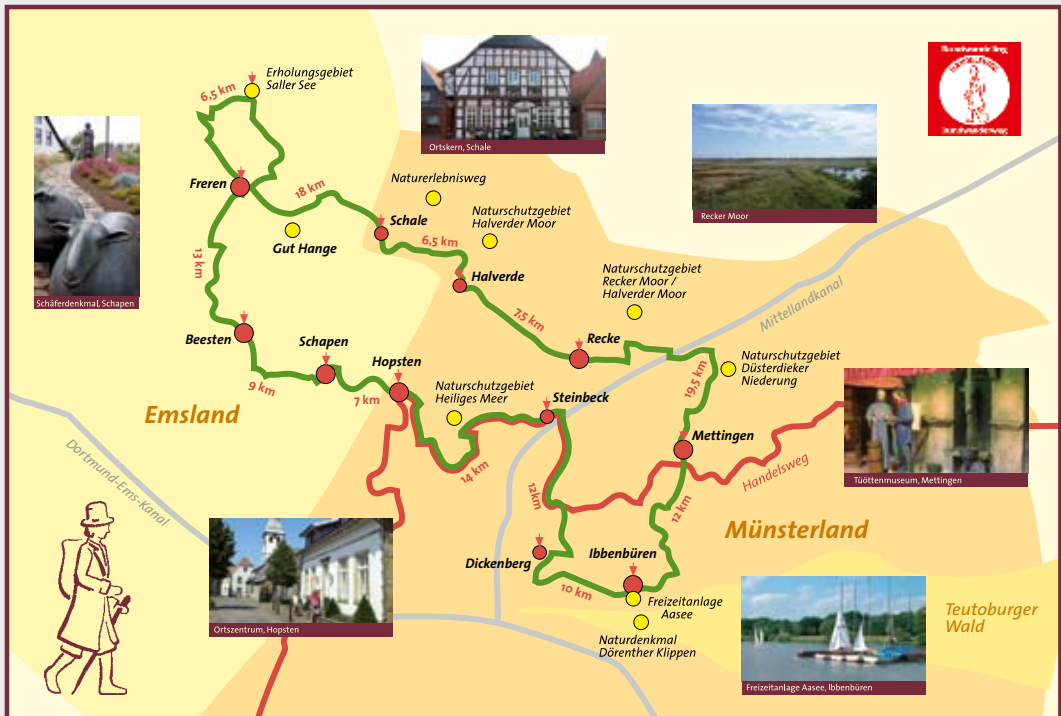 Erholungsgebiet
Saller See
6,5 km
Ortskern, Schale
Rundwanderweg
Recker Moor
Freren
18 km
Naturerlebnisweg
Schale
Naturschutzgebiet
Halverder Moor
Gut Hange
6,5 km
13 km
Halverde
Naturschutzgebiet
Recker Moor /
Halverder Moor
Mittellandkanal
Schäferdenkmal, Schapen
7,5 km
Beesten
Schapen
Recke
Hopsten
Naturschutzgebiet
Düsterdieker
Niederung
19,5 km
9 km
7 km
Naturschutzgebiet
Heiliges Meer
Steinbeck
Emsland
Mettingen
Dortmund-Ems-Kanal
14 km
12km
Handelsweg
Tüöttenmuseum, Mettingen
12 km
Münsterland
Dickenberg
Ibbenbüren
10 km
Freizeitanlage
Aasee
Teutoburger
Wald
Ortszentrum, Hopsten
Naturdenkmal
Dörenther Klippen
Freizeitanlage Aasee, Ibbenbüren